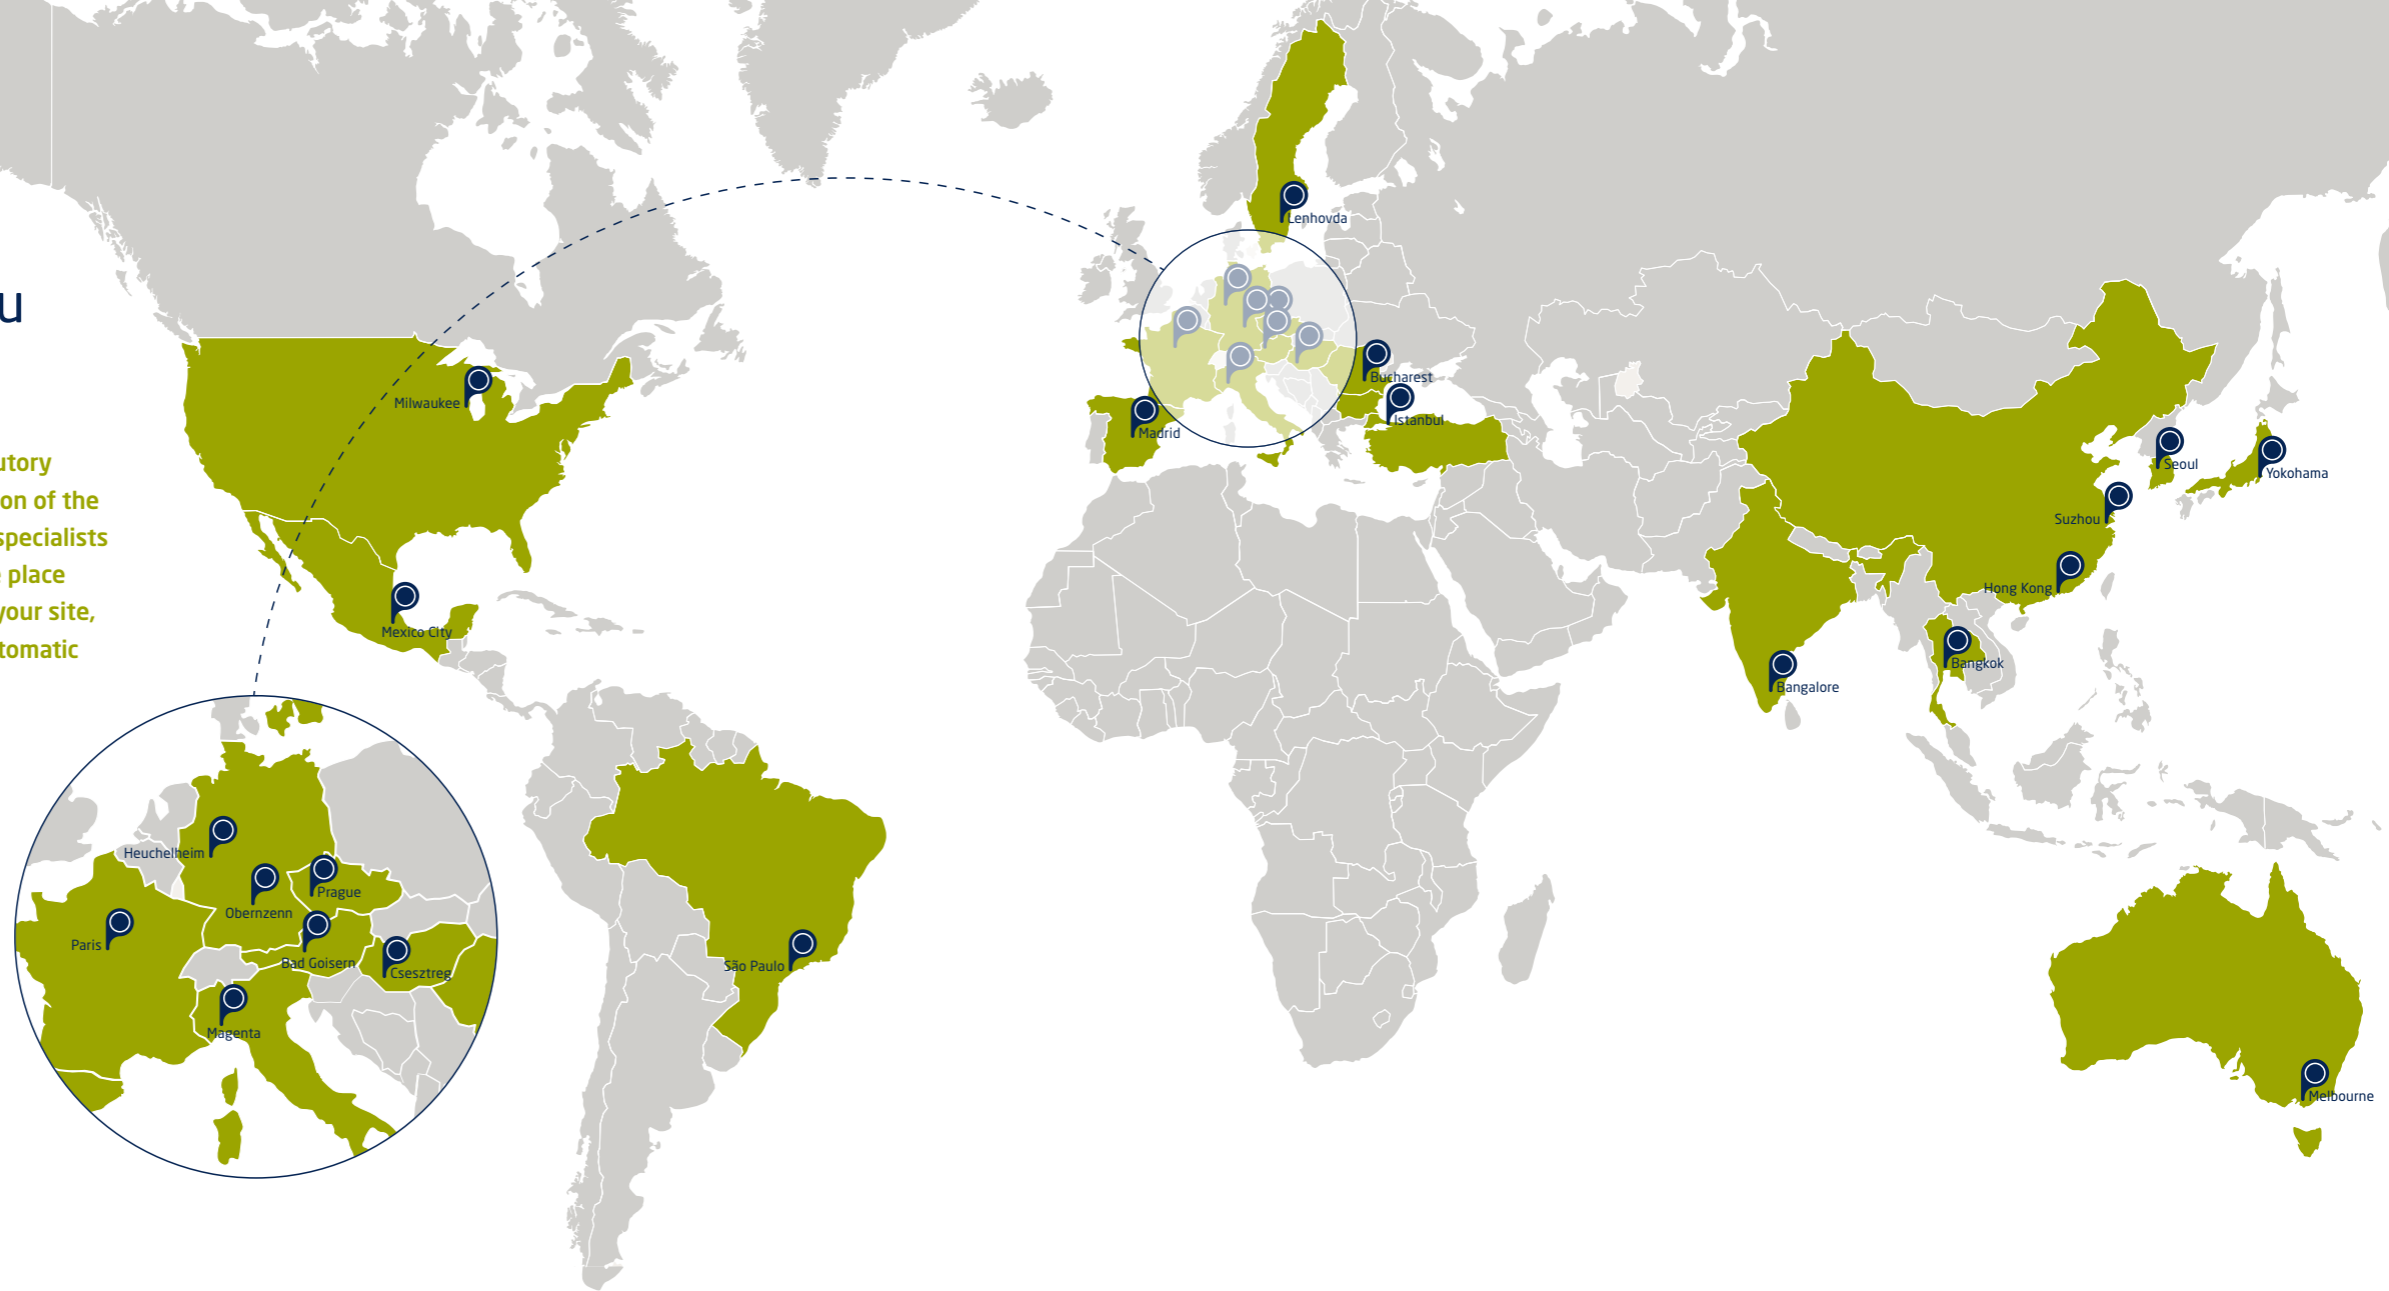 u
utory
on of the
specialists
e place
your site,
tomatic
Lenhovda
Milwaukee
Bucharest
Istanbul
Madrid
Seoul
Yokohama
Suzhou
Hong Kong
Mexico City
Bangkok
Bangalore
Heuchelheim
Prague
Obernzenn
Paris
Bad Goisern
Csesztreg
Magenta
São Paulo
Melbourne